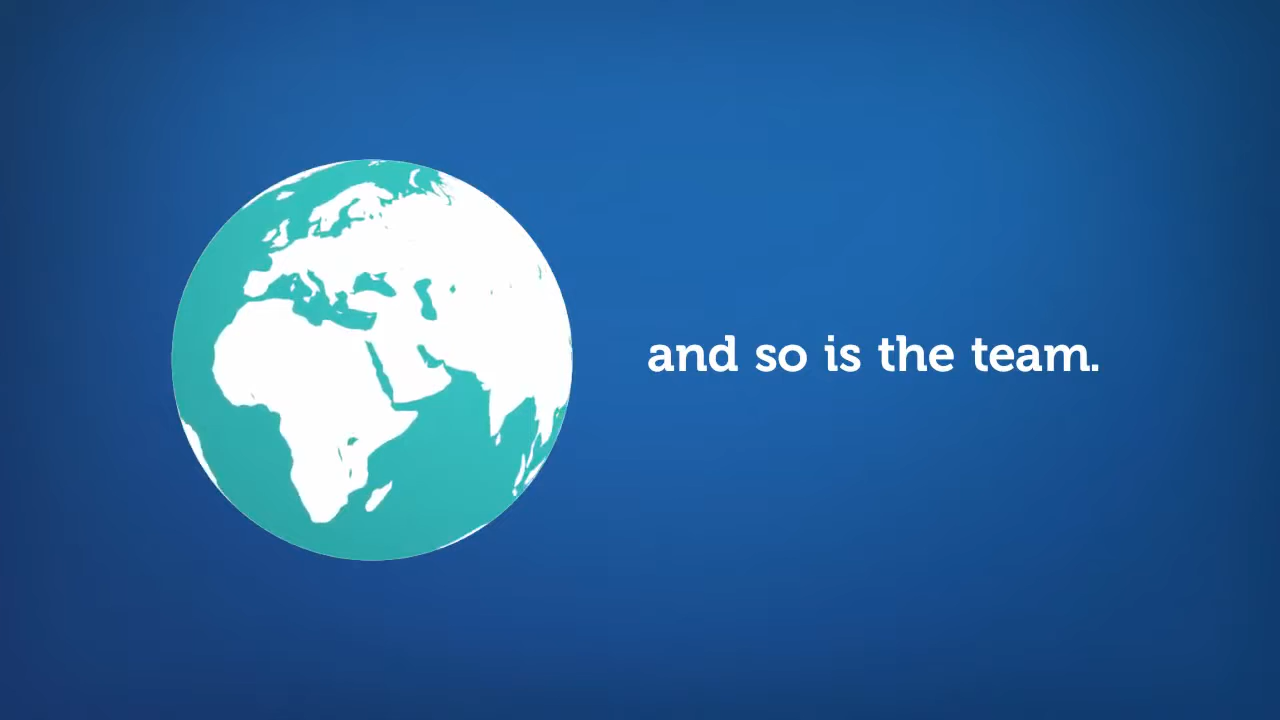 and so is the team.